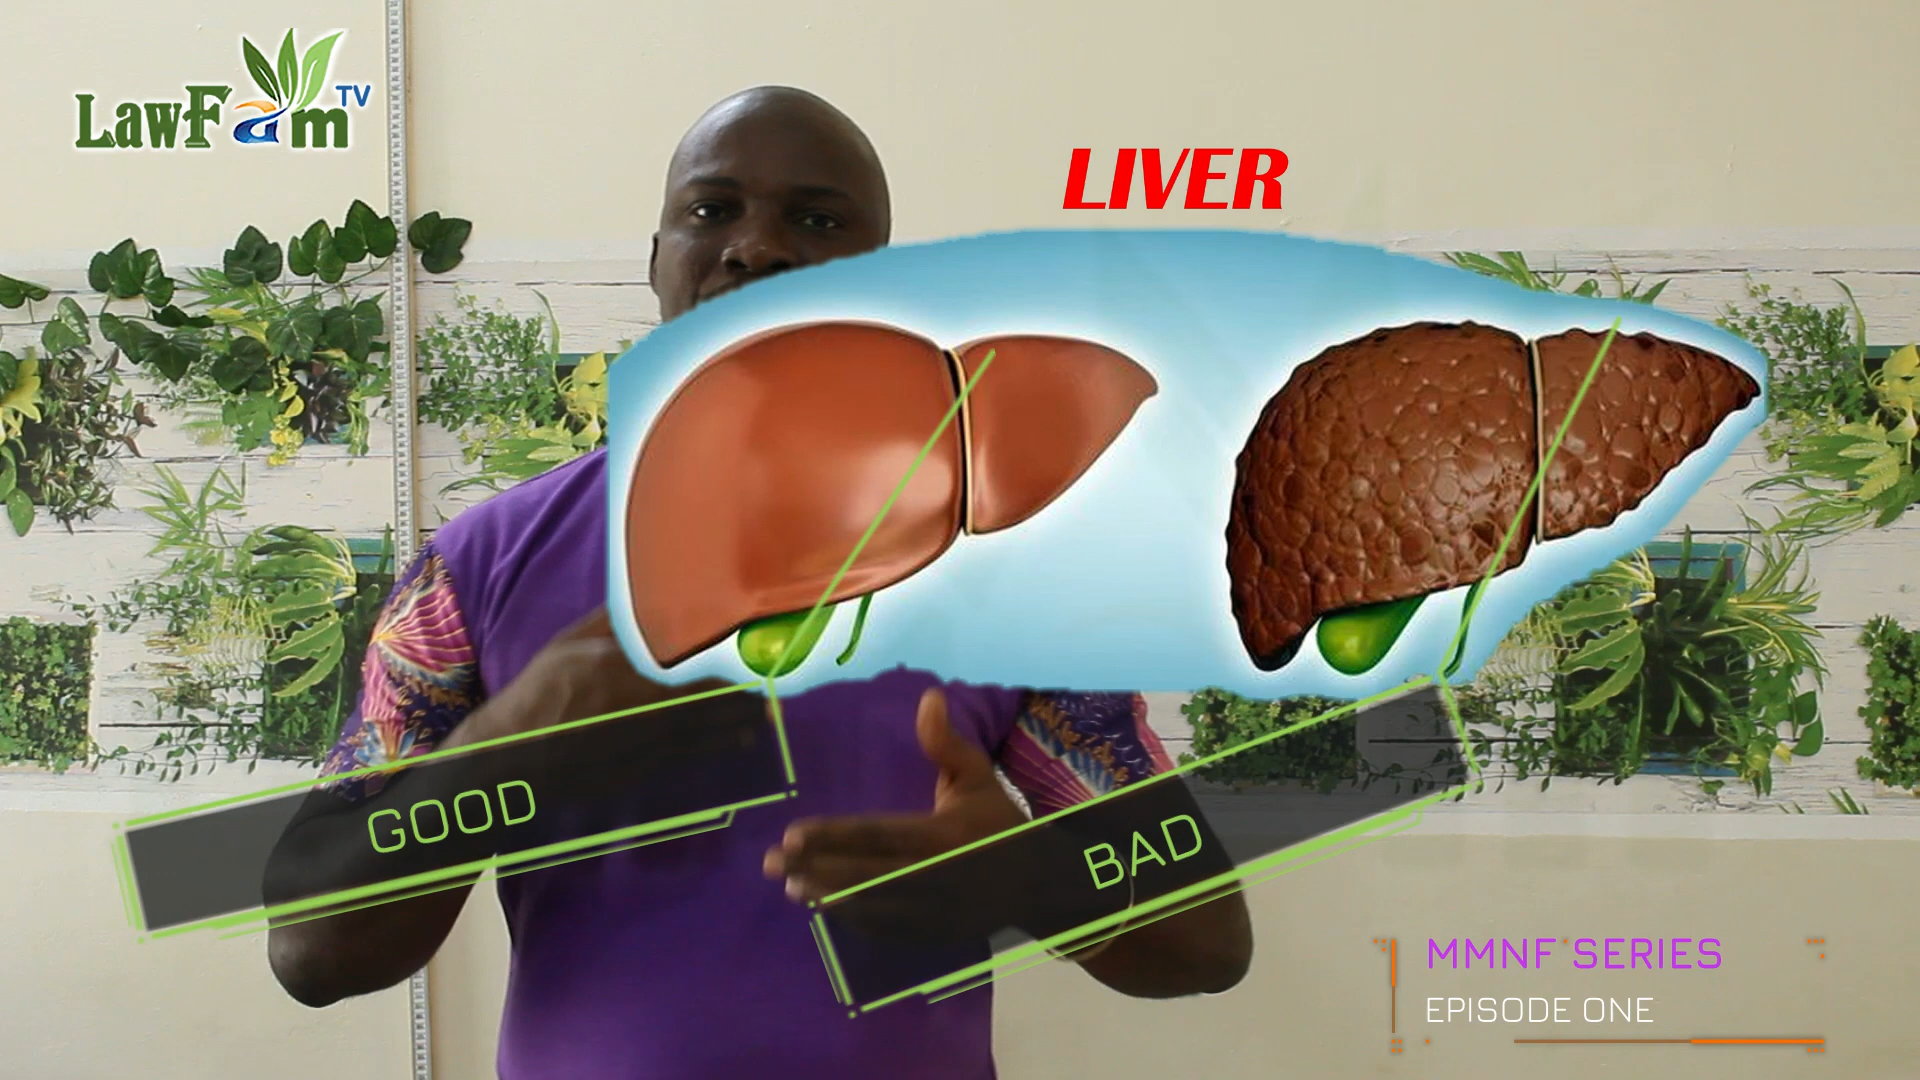 LawFam TV
LIVER
GOOD
BAD
MMNF SERIES
EPISODE ONE